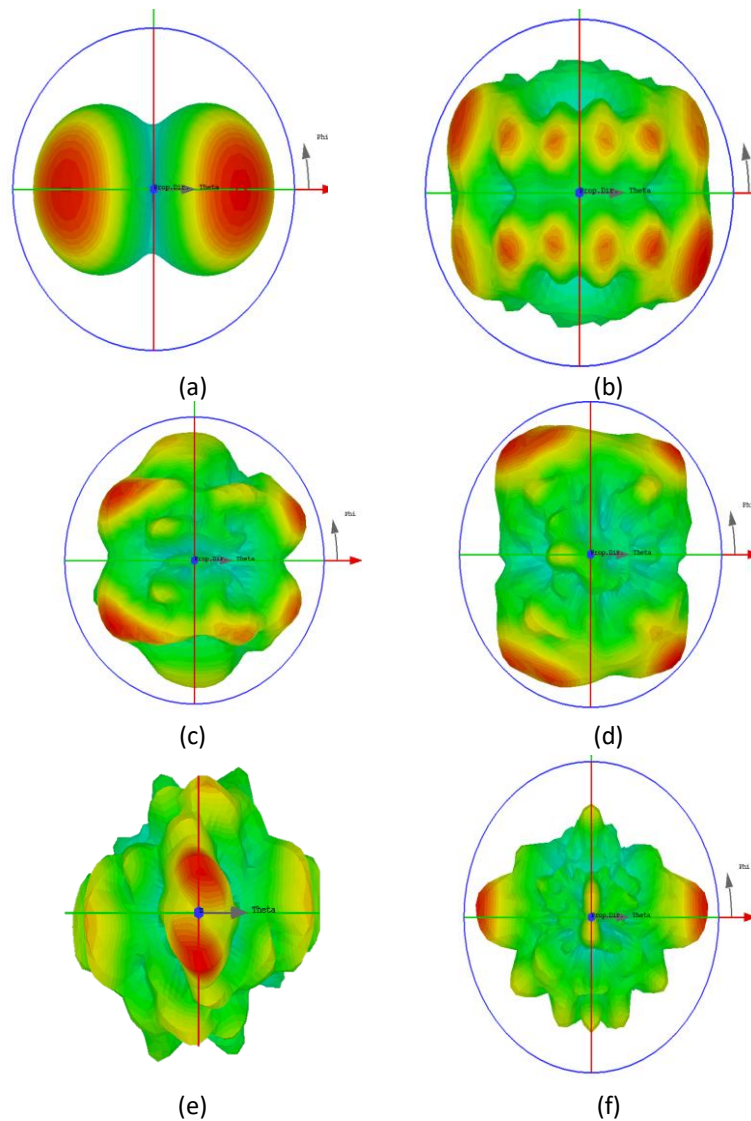 Phi
Prop.Dir. Theta
Prop.Dir. Theta
(a) (b)
Phi
Phi
Prop.Dir. Theta
Prop.Dir. Theta
(c) (d)
Phi
Theta
Prop.Dir. Theta
(e) (f)